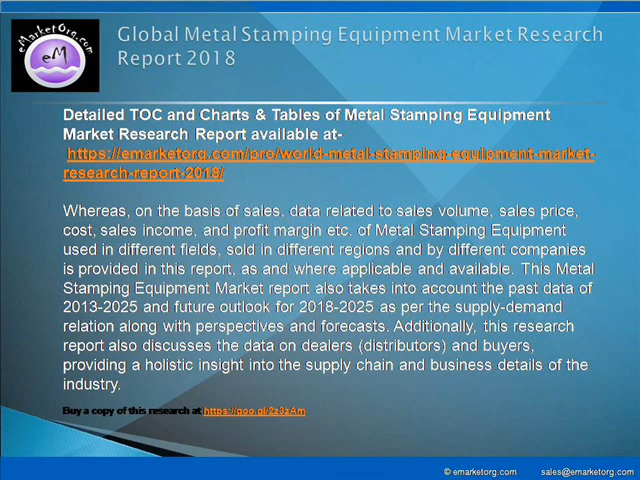 eMarketOrg.com
eM
Global Metal Stamping Equipment Market Research
Report 2018
Detailed TOC and Charts & Tables of Metal Stamping Equipment
Market Research Report available at-
https://emarketorg.com/pro/world-metal-stamping-equipment-market-
research-report-2018/
Whereas, on the basis of sales, data related to sales volume, sales price,
cost, sales income, and profit margin etc. of Metal Stamping Equipment
used in different fields, sold in different regions and by different companies
is provided in this report, as and where applicable and available. This Metal
Stamping Equipment Market report also takes into account the past data of
2013-2025 and future outlook for 2018-2025 as per the supply-demand
relation along with perspectives and forecasts. Additionally, this research
report also discusses the data on dealers (distributors) and buyers,
providing a holistic insight into the supply chain and business details of the
industry.
Buy a copy of this research at https://goo.gl/2z3zAm
© emarketorg.com sales@emarketorg.com